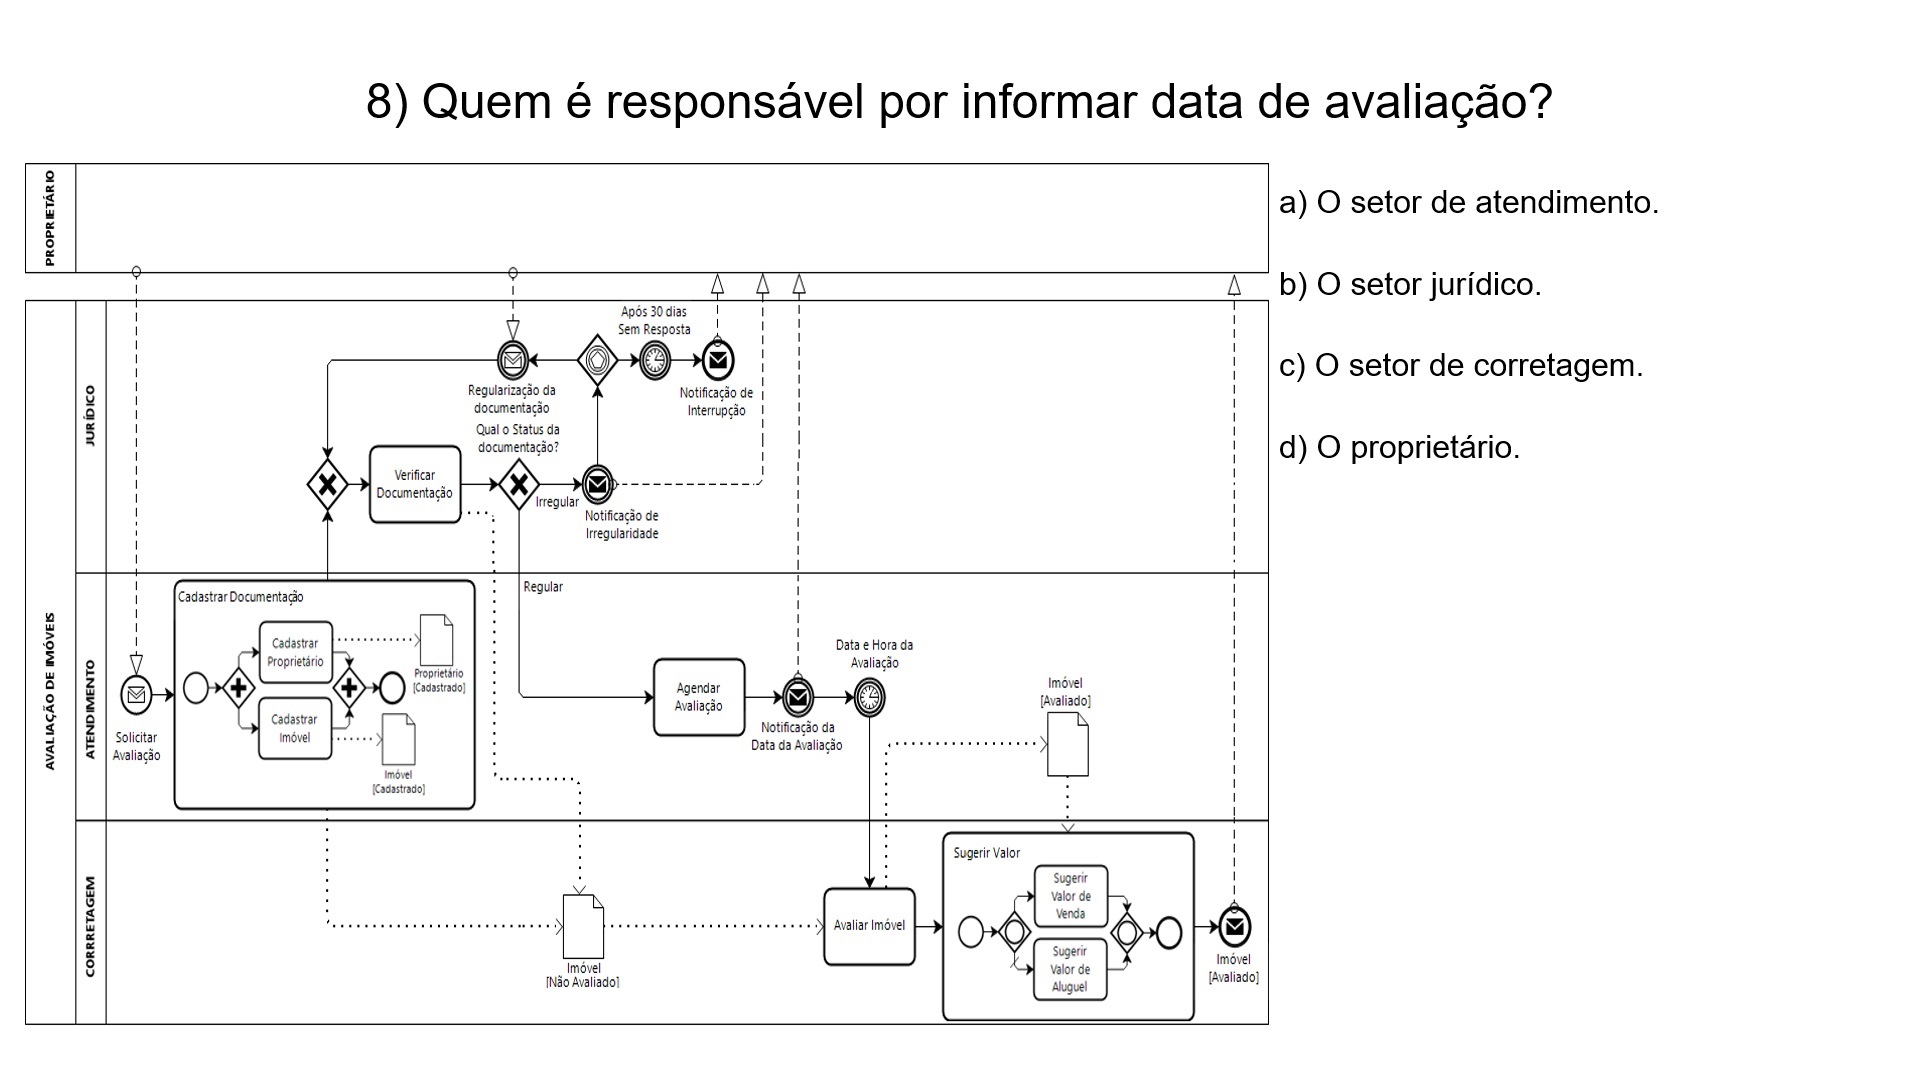 8) Quem é responsável por informar data de avaliação?
PROPRIETÁRIO
a) O setor de atendimento.
b) O setor jurídico.
c) O setor de corretagem.
d) O proprietário.
AVALIAÇÃO DE IMÓVEIS
JURÍDICO
Após 30 dias
Sem Resposta
Regularização da
documentação
Notificação de
Interrupção
Qual o Status da
documentação?
Verificar
Documentação
Irregular
Notificação de
Irregularidade
ATENDIMENTO
Regular
Cadastrar Documentação
Cadastrar
Proprietário
Proprietário
[Cadastrado]
Cadastrar
Imóvel
Imóvel
[Cadastrado]
Solicitar
Avaliação
Agendar
Avaliação
Notificação da
Data da Avaliação
Data e Hora da
Avaliação
Imóvel
[Avaliado]
CORRETAGEM
Imóvel
[Não Avaliado]
Avaliar Imóvel
Sugerir Valor
Sugerir
Valor de
Venda
Sugerir
Valor de
Aluguel
Imóvel
[Avaliado]